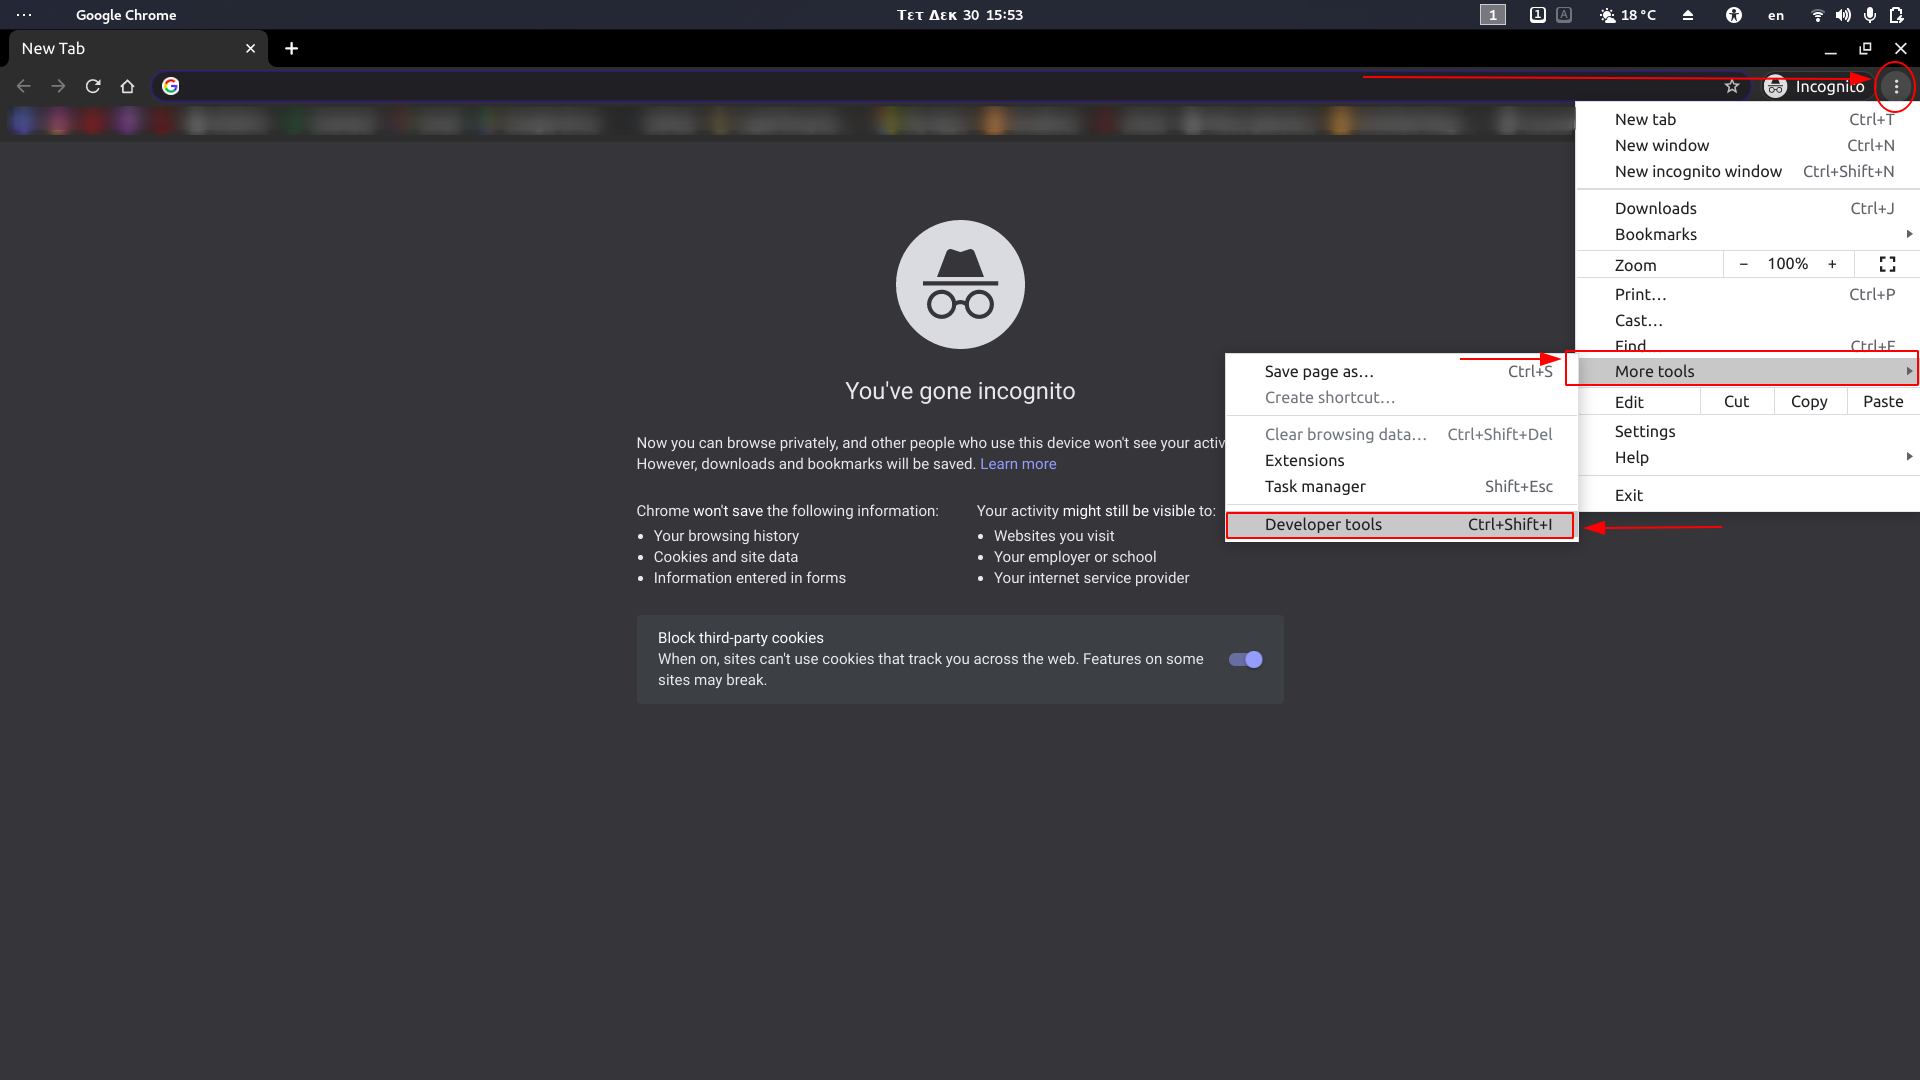 Google Chrome
Τετ Δεκ 30 15:53
1
1 A
18 °C
en
New Tab
Incognito
New tab Ctrl+T
New window Ctrl+N
New incognito window Ctrl+Shift+N
Downloads Ctrl+J
Bookmarks
Zoom − 100% +
Print… Ctrl+P
Cast…
Find… Ctrl+F
More tools
Edit Cut Copy Paste
Settings
Help
Exit
Save page as… Ctrl+S
Create shortcut…
Clear browsing data… Ctrl+Shift+Del
Extensions
Task manager Shift+Esc
Developer tools Ctrl+Shift+I
You've gone incognito
Now you can browse privately, and other people who use this device won't see your activ
However, downloads and bookmarks will be saved. Learn more
Chrome won't save the following information:
Your browsing history
Cookies and site data
Information entered in forms
Your activity might still be visible to:
Websites you visit
Your employer or school
Your internet service provider
Block third-party cookies
When on, sites can't use cookies that track you across the web. Features on some
sites may break.